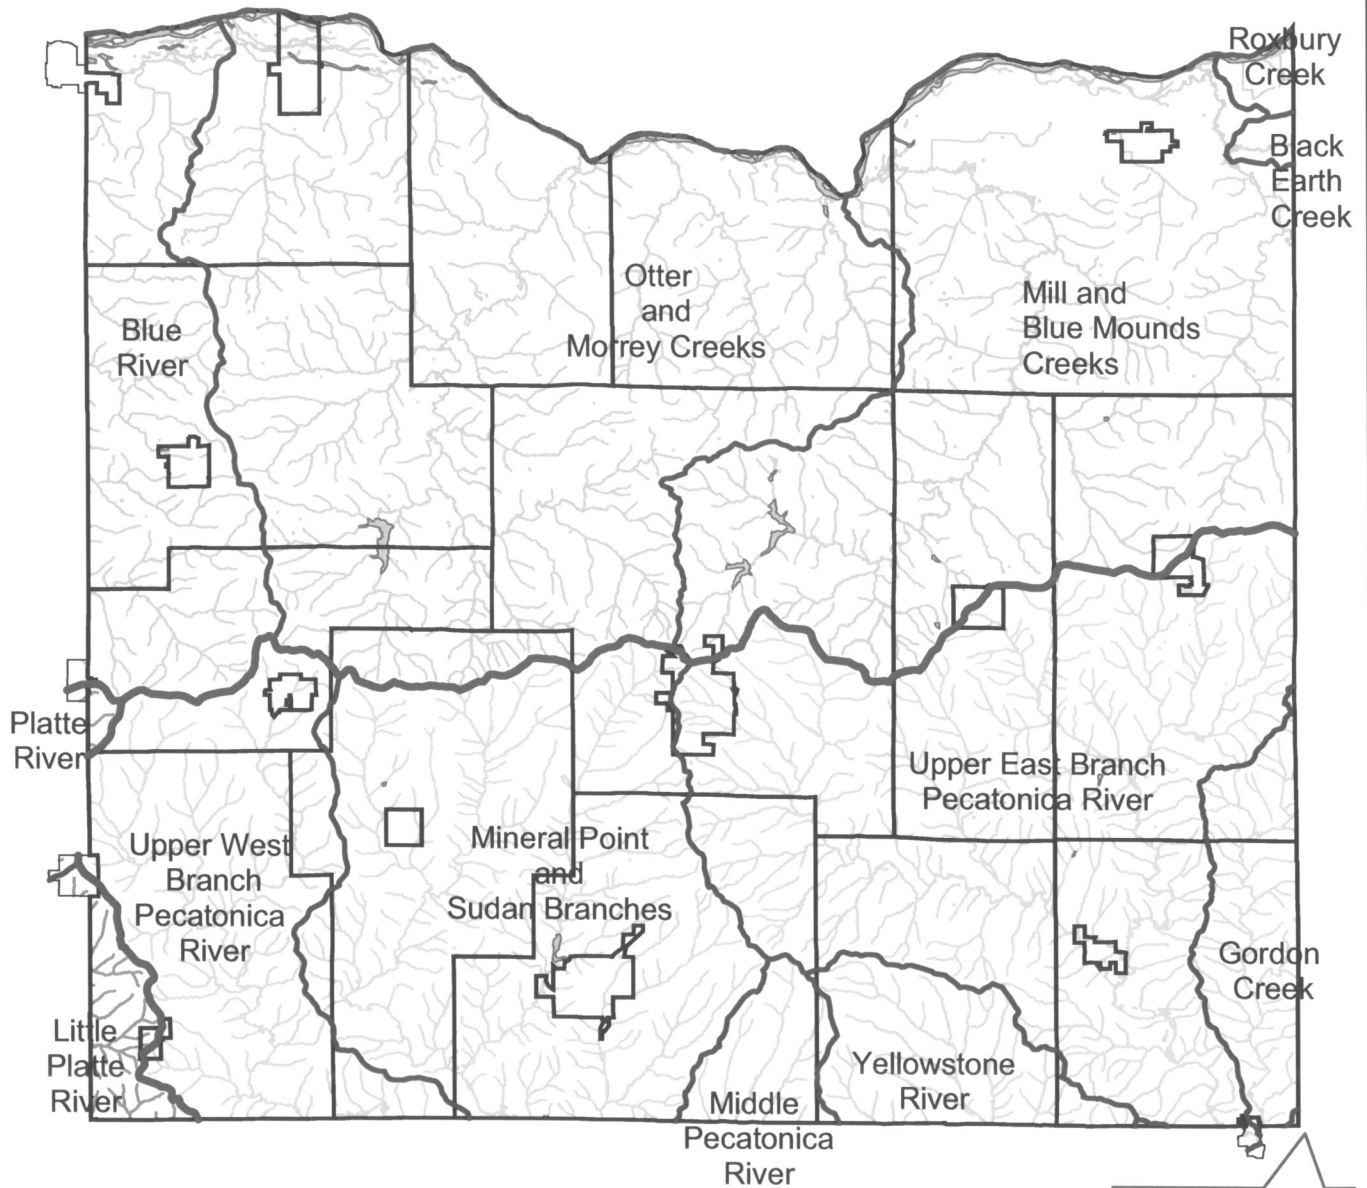 Roxbury
Creek
Black
Earth
Creek
Otter
and
Morrey Creeks
Mill and
Blue Mounds
Creeks
Blue
River
Platte
River
Upper East Branch
Pecatonica River
Upper West
Branch
Pecatonica
River
Mineral Point
and
Sudan Branches
Gordon
Creek
Little
Platte
River
Yellowstone
River
Middle
Pecatonica
River